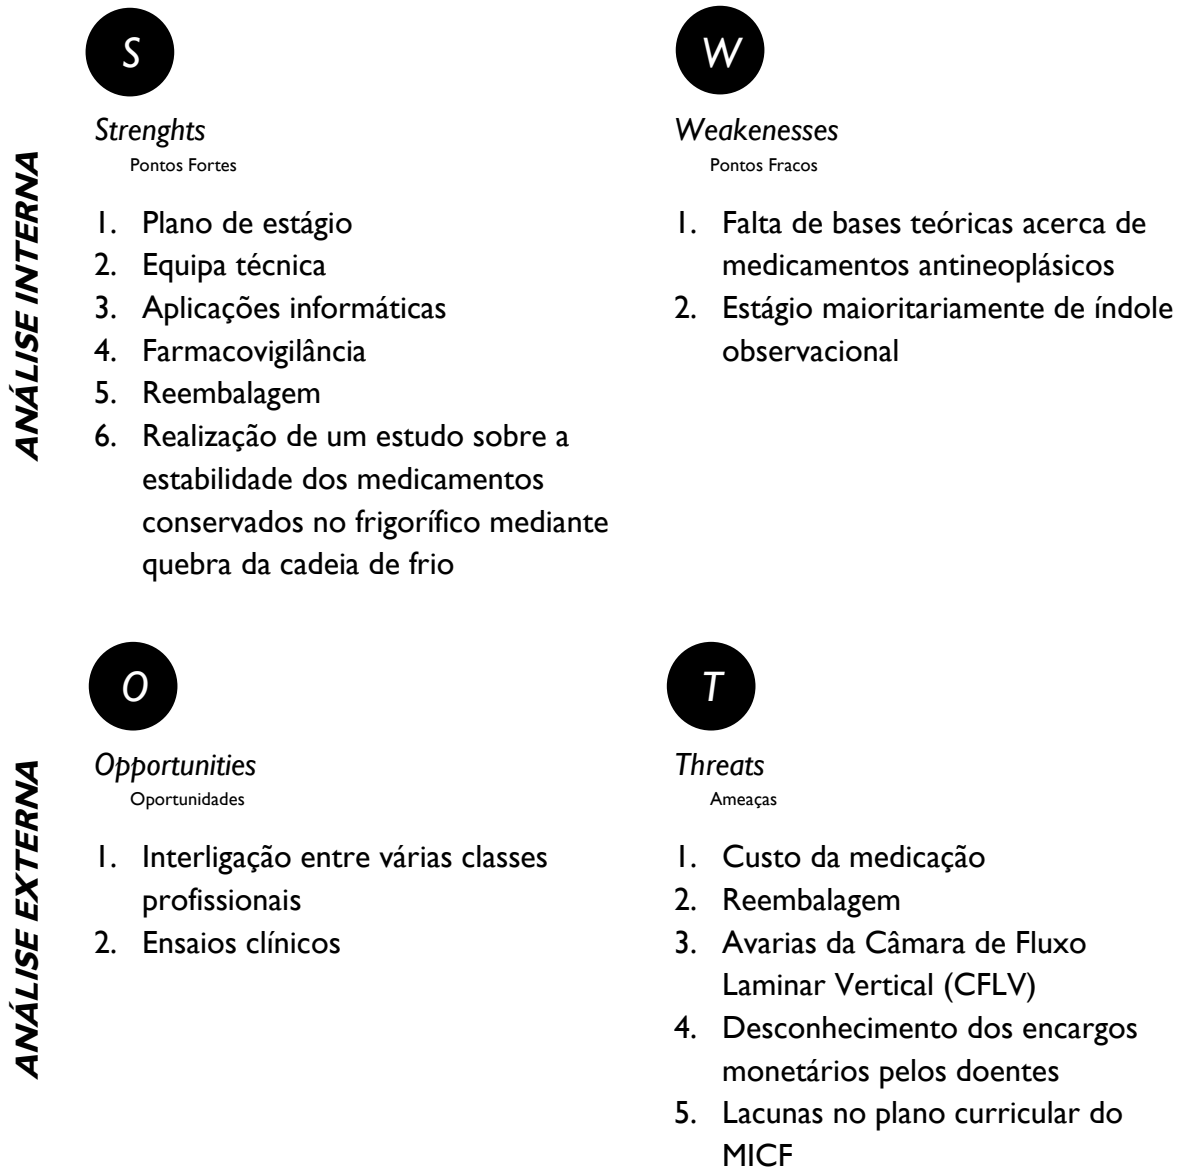 S
Strenghts
Pontos Fortes
1. Plano de estágio
2. Equipa técnica
3. Aplicações informáticas
4. Farmacovigilância
5. Reembalagem
6. Realização de um estudo sobre a
estabilidade dos medicamentos
conservados no frigorífico mediante
quebra da cadeia de frio
W
Weakenesses
Pontos Fracos
1. Falta de bases teóricas acerca de
medicamentos antineoplásicos
2. Estágio maioritariamente de índole
observacional
ANÁLISE INTERNA
O
Opportunities
Oportunidades
1. Interligação entre várias classes
profissionais
2. Ensaios clínicos
T
Threats
Ameaças
1. Custo da medicação
2. Reembalagem
3. Avarias da Câmara de Fluxo
Laminar Vertical (CFLV)
4. Desconhecimento dos encargos
monetários pelos doentes
5. Lacunas no plano curricular do
MICF
ANÁLISE EXTERNA